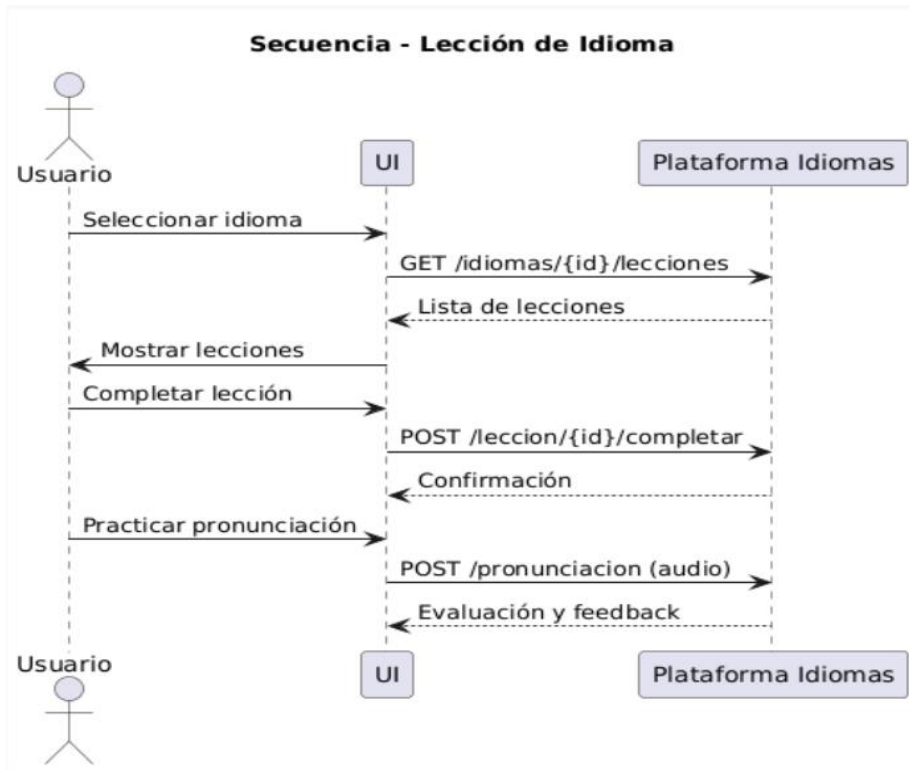 Secuencia - Lección de Idioma
Usuario
UI
Plataforma Idiomas
Seleccionar idioma
GET /idiomas/{id}/lecciones
Lista de lecciones
Mostrar lecciones
Completar lección
POST /leccion/{id}/completar
Confirmación
Practicar pronunciación
POST /pronunciacion (audio)
Evaluación y feedback
Usuario
UI
Plataforma Idiomas